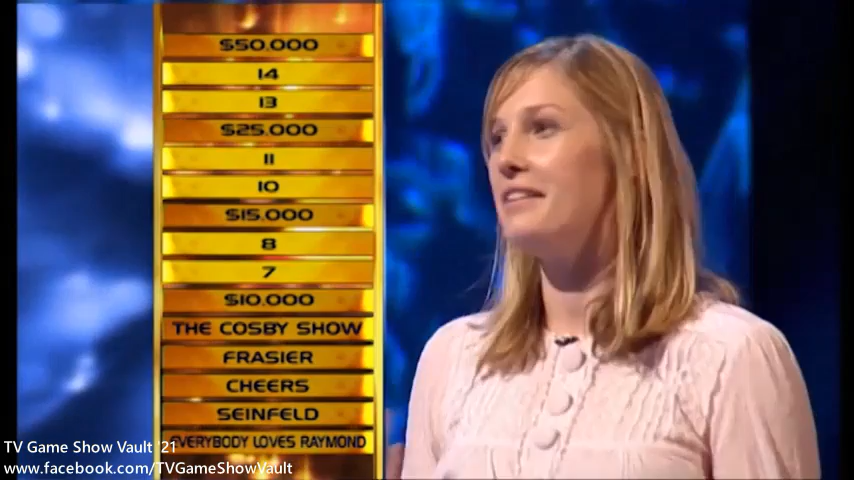 $50,000
14
13
$25,000
11
10
$15,000
8
7
$10,000
THE COSBY SHOW
FRASIER
CHEERS
SEINFELD
EVERYBODY LOVES RAYMOND
TV Game Show Vault '21
www.facebook.com/TVGameShowVault